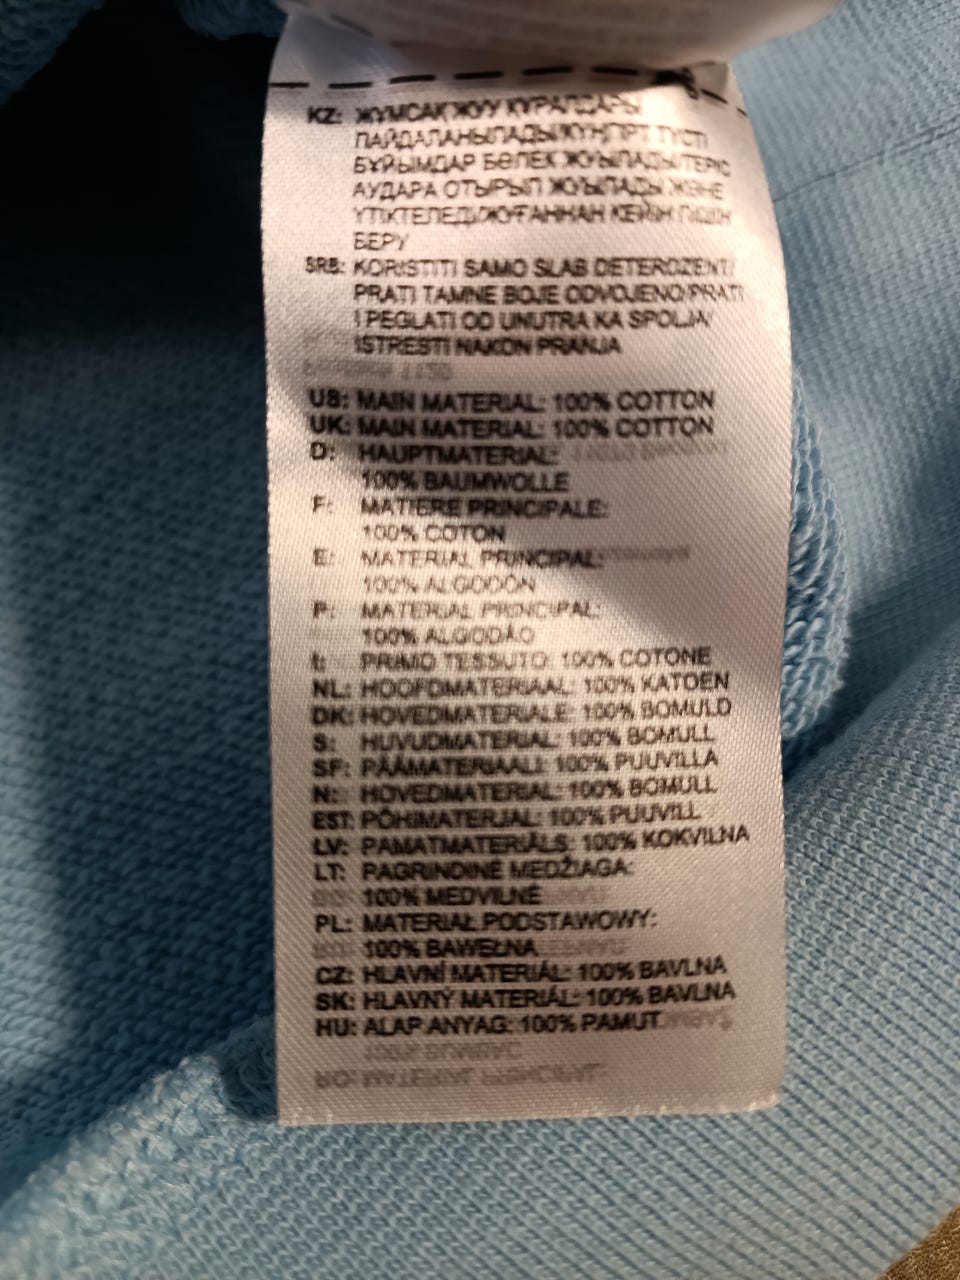 KZ: ЖҰМСАҚ ЖУУ ҚҰРАЛДАРЫ
ПАЙДАЛАНЫЛАДЫ/ТҮСТІ
БҰЙЫМДАР БӨЛЕК ЖУЫЛАДЫ/ТЕРІС
АУДАРА ОТЫРЫП ЖУЫЛАДЫ ЖӘНЕ
ҮТІКТЕЛЕДІ/ЖУҒАННАН КЕЙІН ПІШІН
БЕРУ
SRB: KORISTITI SAMO SLAB DETERDZENT/
PRATI TAMNE BOJE ODVOJENO/PRATI
I PEGLATI OD UNUTRA KA SPOLJA/
ISTRESTI NAKON PRANJA
US: MAIN MATERIAL: 100% COTTON
UK: MAIN MATERIAL: 100% COTTON
D: HAUPTMATERIAL:
100% BAUMWOLLE
F: MATIERE PRINCIPALE:
100% COTON
E: MATERIAL PRINCIPAL:
100% ALGODÓN
P: MATERIAL PRINCIPAL:
100% ALGODÃO
I: PRIMO TESSUTO: 100% COTONE
NL: HOOFDMATERIAAL: 100% KATOEN
DK: HOVEDMATERIALE: 100% BOMULD
S: HUVUDMATERIAL: 100% BOMULL
SF: PÄÄMATERIAALI: 100% PUUVILLA
N: HOVEDMATERIAL: 100% BOMULL
EST: PÕHIMATERJAL: 100% PUUVILL
LV: PAMATMATERIĀLS: 100% KOKVILNA
LT: PAGRINDINĖ MEDŽIAGA:
100% MEDVILNĖ
PL: MATERIAŁ PODSTAWOWY:
100% BAWEŁNA
CZ: HLAVNÍ MATERIÁL: 100% BAVLNA
SK: HLAVNÝ MATERIÁL: 100% BAVLNA
HU: ALAP ANYAG: 100% PAMUT